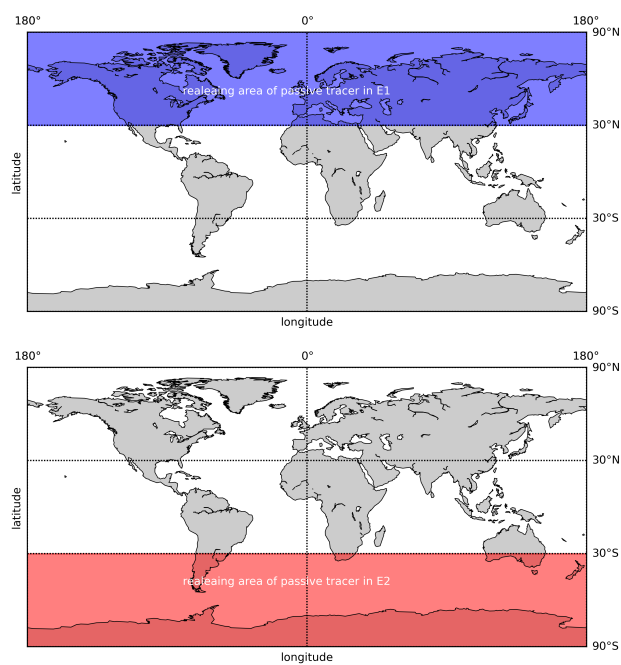 180° 0° 180°
90°N
realeaing area of passive tracer in E1
30°N
latitude
30°S
90°S
longitude
180° 0° 180°
90°N
30°N
latitude
30°S
realeaing area of passive tracer in E2
90°S
longitude